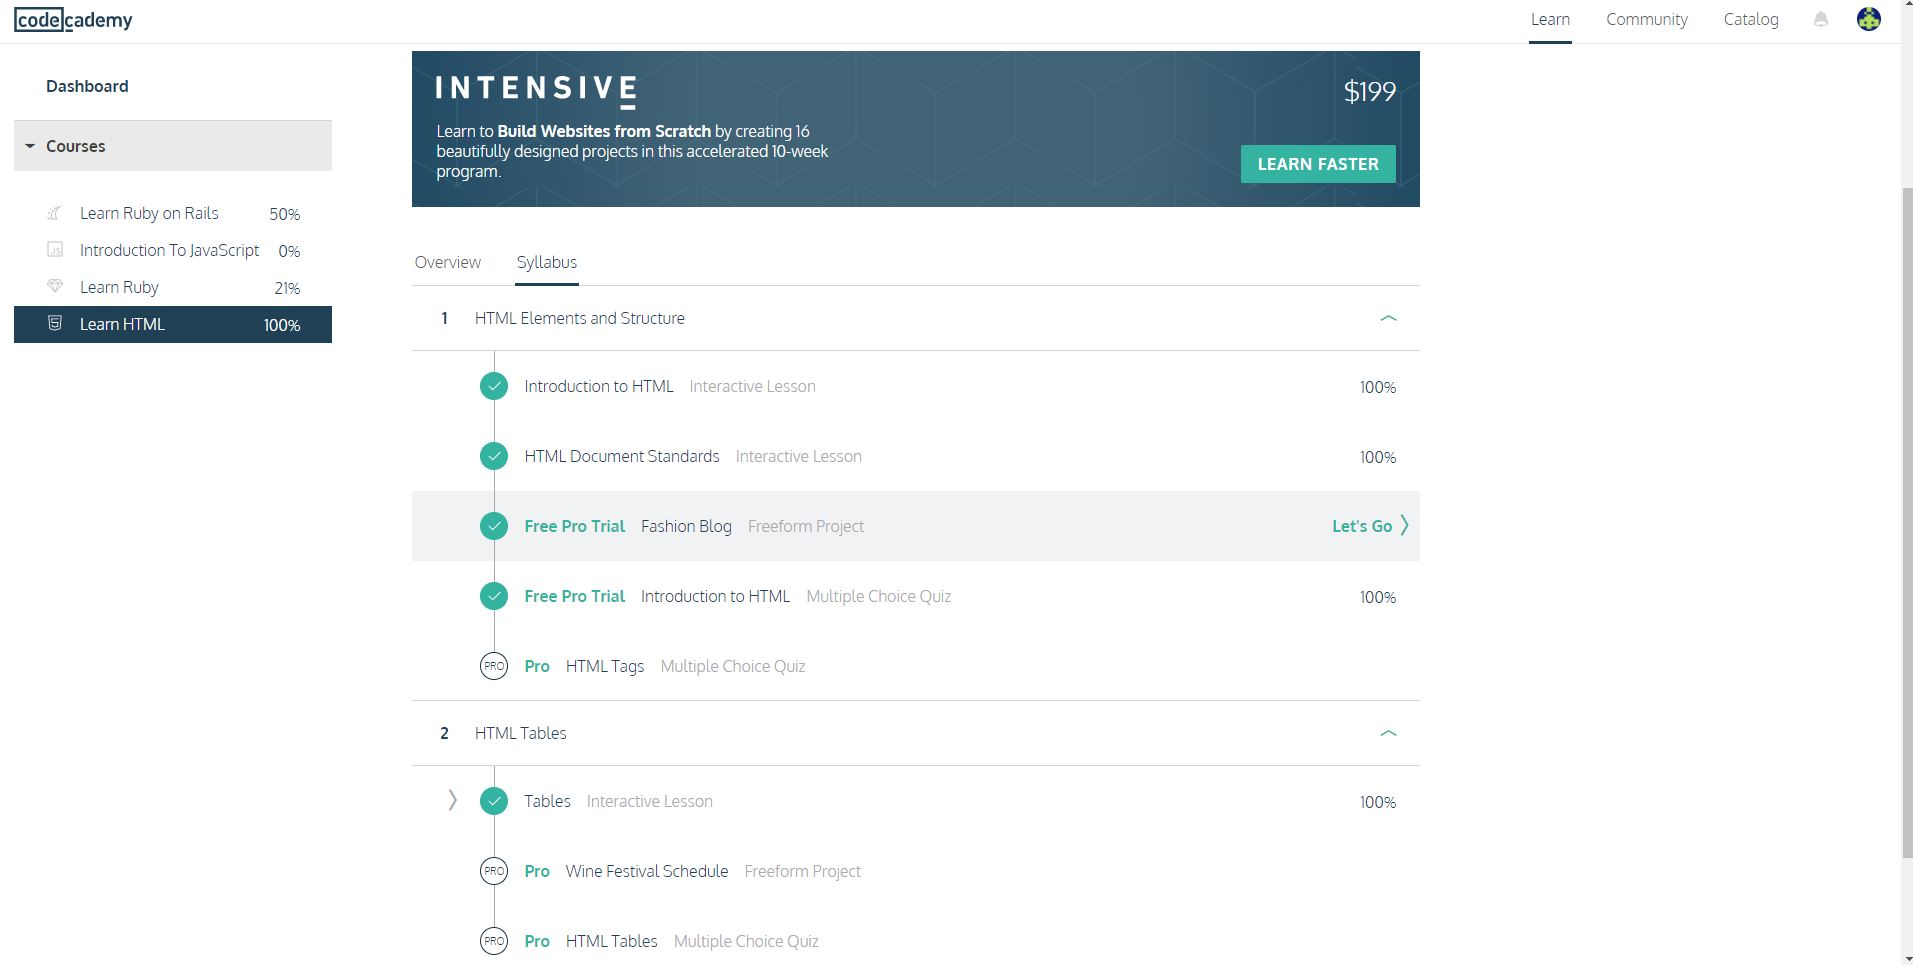 codecademy
Learn Community Catalog
Dashboard
Courses
Learn Ruby on Rails 50%
JS Introduction To JavaScript 0%
Learn Ruby 21%
Learn HTML 100%
INTENSIVE
$199
Learn to Build Websites from Scratch by creating 16
beautifully designed projects in this accelerated 10-week
program.
LEARN FASTER
Overview Syllabus
1 HTML Elements and Structure
Introduction to HTML Interactive Lesson 100%
HTML Document Standards Interactive Lesson 100%
Free Pro Trial Fashion Blog Freeform Project Let's Go
Free Pro Trial Introduction to HTML Multiple Choice Quiz 100%
PRO Pro HTML Tags Multiple Choice Quiz
2 HTML Tables
Tables Interactive Lesson 100%
PRO Pro Wine Festival Schedule Freeform Project
PRO Pro HTML Tables Multiple Choice Quiz